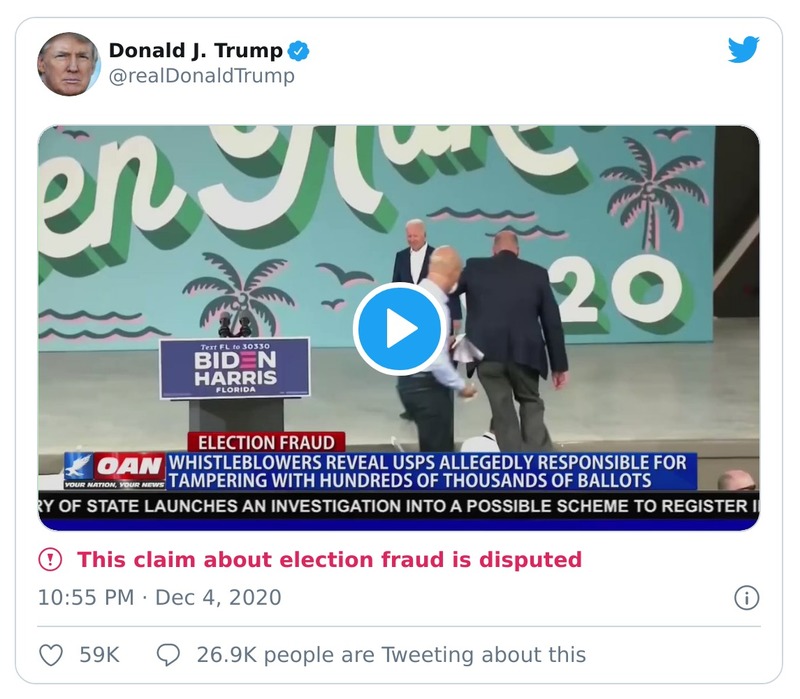 Donald J. Trump
@realDonaldTrump
20
Text FL to 30330
BIDEN
HARRIS
FLORIDA
ELECTION FRAUD
OAN
YOUR NATION, YOUR NEWS
WHISTLEBLOWERS REVEAL USPS ALLEGEDLY RESPONSIBLE FOR
TAMPERING WITH HUNDREDS OF THOUSANDS OF BALLOTS
RY OF STATE LAUNCHES AN INVESTIGATION INTO A POSSIBLE SCHEME TO REGISTER
This claim about election fraud is disputed
10:55 PM · Dec 4, 2020
59K
26.9K people are Tweeting about this